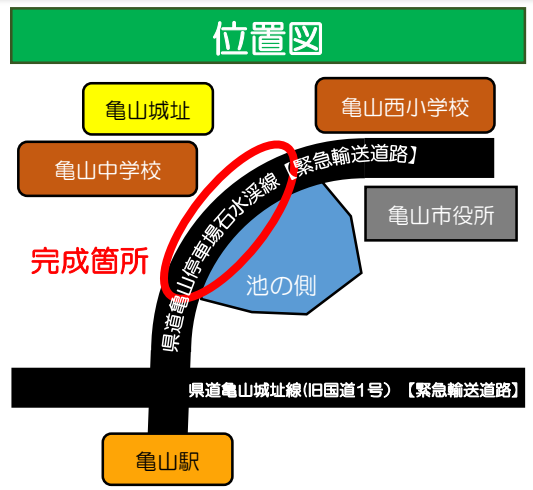 位置図
亀山城址
亀山西小学校
亀山中学校
県道亀山停車場石水渓線【緊急輸送道路】
亀山市役所
完成箇所
池の側
県道亀山城址線(旧国道1号)【緊急輸送道路】
亀山駅